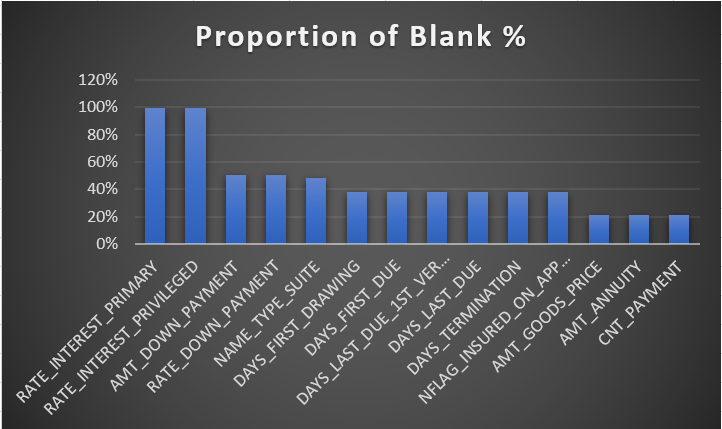 Proportion of Blank %
120%
100%
80%
60%
40%
20%
0%
RATE_INTEREST_PRIMARY
RATE_INTEREST_PRIVILEGED
AMT_DOWN_PAYMENT
RATE_DOWN_PAYMENT
NAME_TYPE_SUITE
DAYS_FIRST_DRAWING
DAYS_FIRST_DUE
DAYS_LAST_DUE_1ST_VER…
DAYS_LAST_DUE
DAYS_TERMINATION
NFLAG_INSURED_ON_APP…
AMT_GOODS_PRICE
AMT_ANNUITY
CNT_PAYMENT